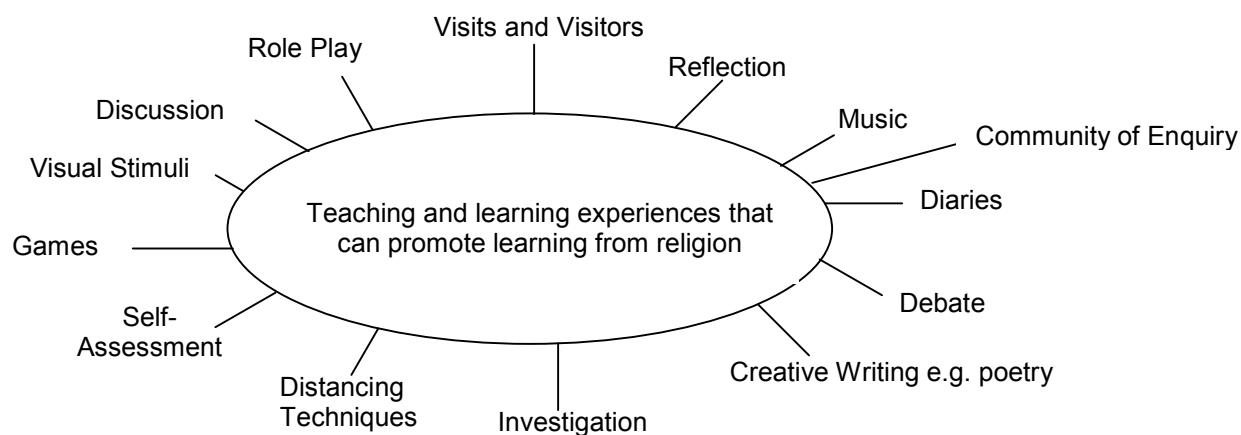 Visits and Visitors
Role Play
Reflection
Discussion
Music
Community of Enquiry
Visual Stimuli
Diaries
Teaching and learning experiences that
can promote learning from religion
Games
Debate
Self-
Assessment
Creative Writing e.g. poetry
Distancing
Techniques
Investigation